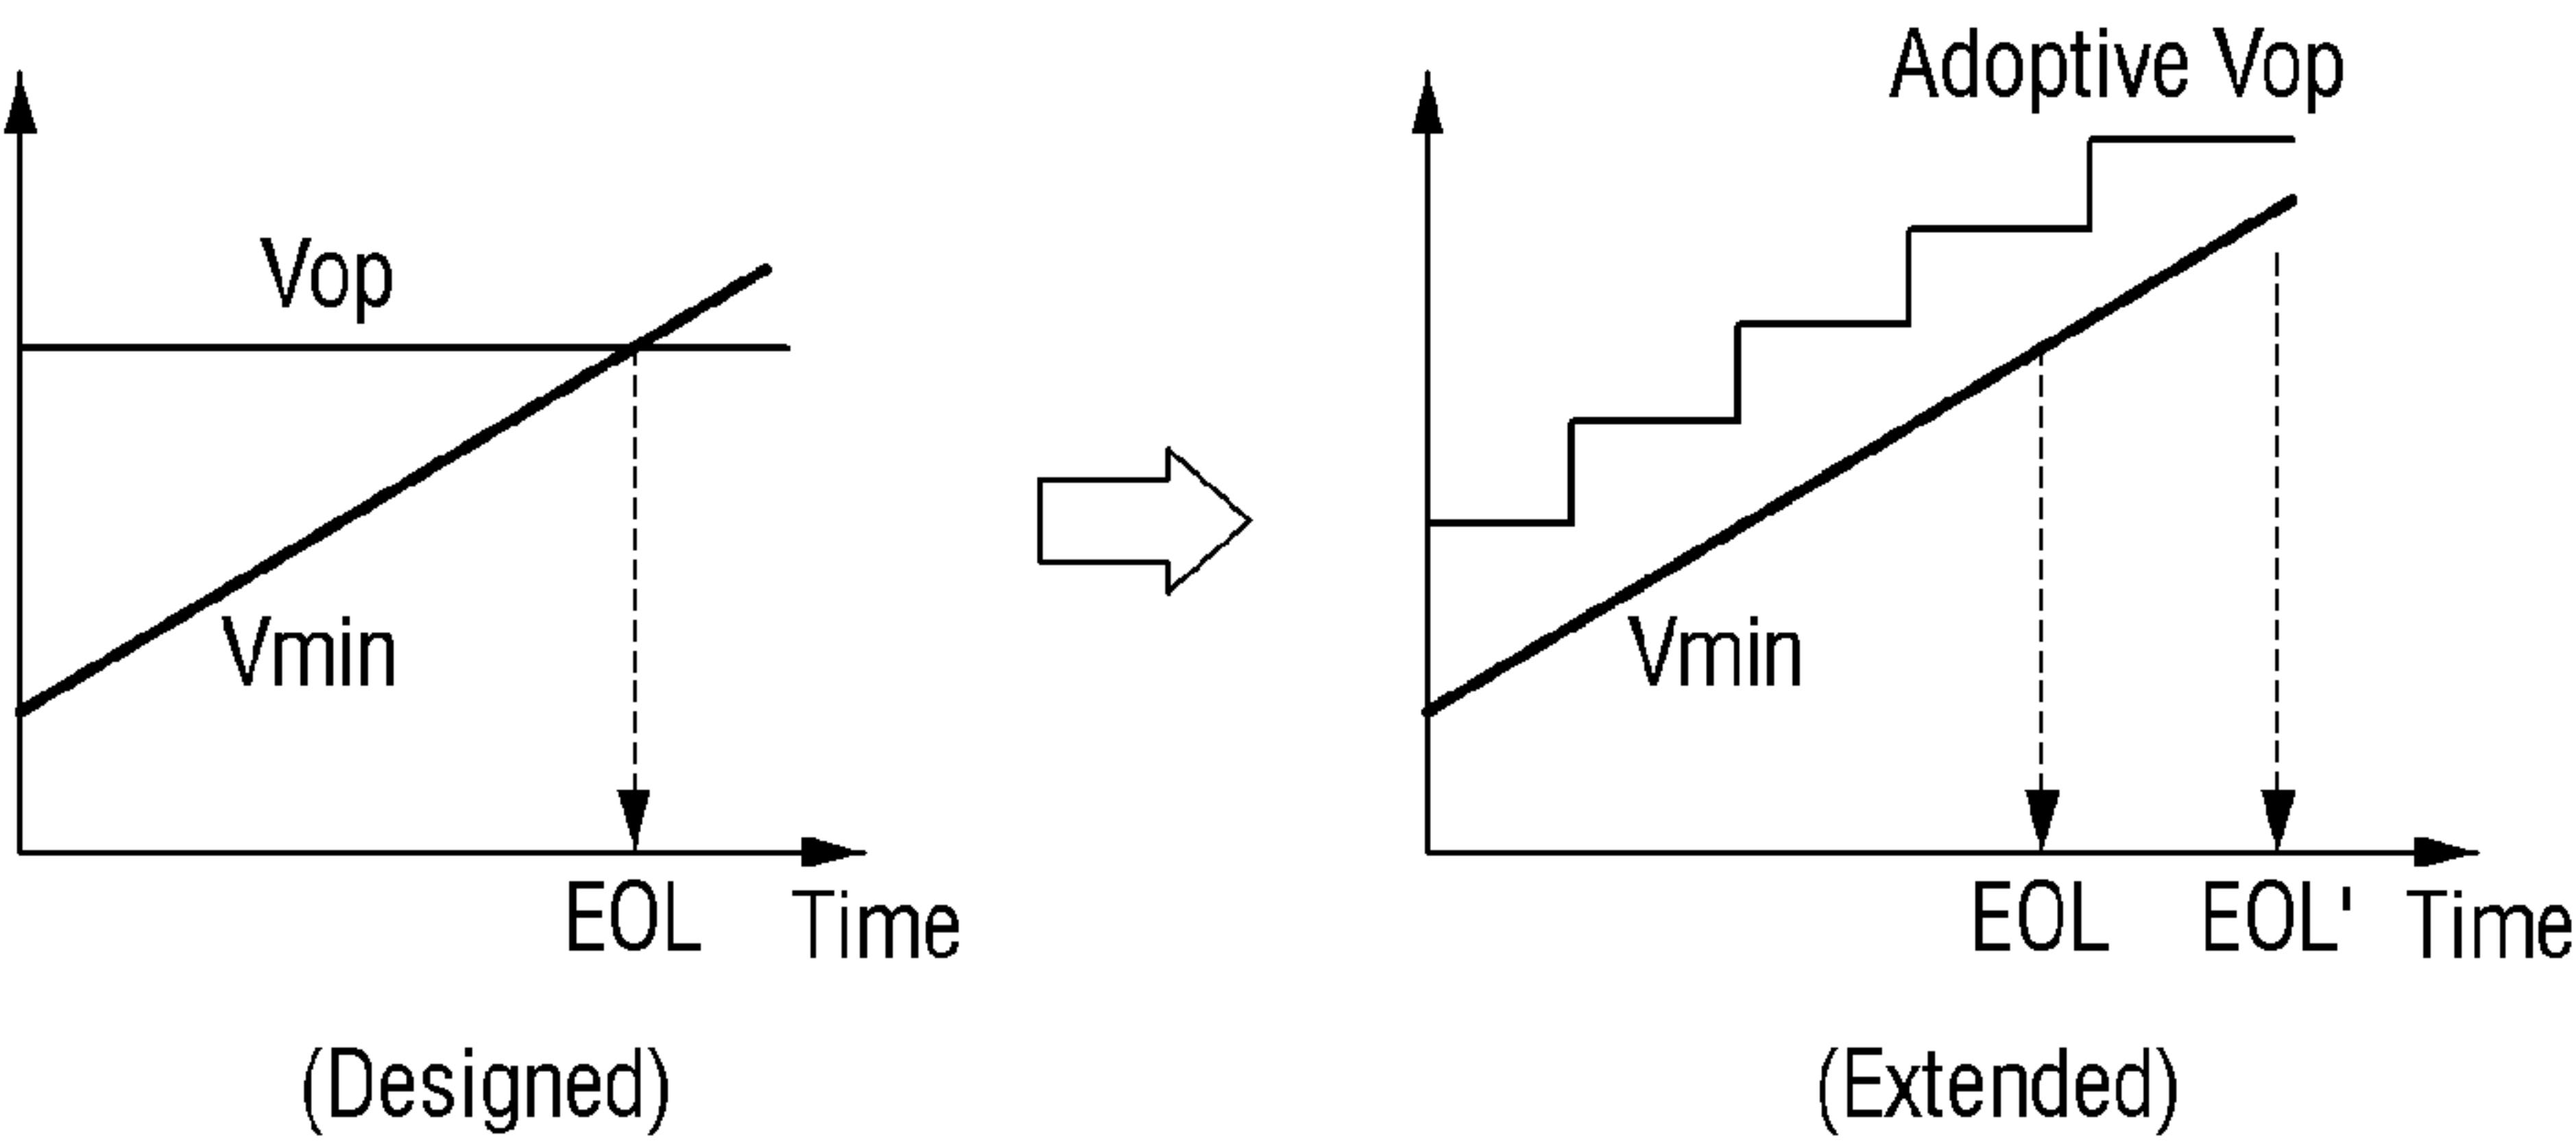 Vop
Vmin
EOL
Time
(Designed)
Adoptive Vop
Vmin
EOL
EOL'
Time
(Extended)